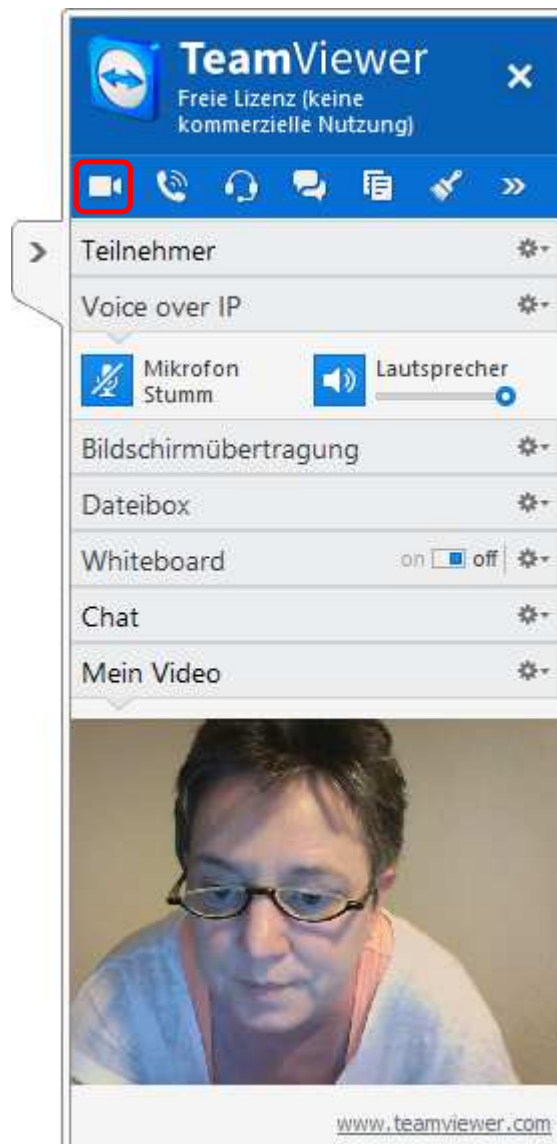 TeamViewer
Freie Lizenz (keine
kommerzielle Nutzung)
Teilnehmer
Voice over IP
Mikrofon
Stumm
Lautsprecher
Bildschirmübertragung
Dateibox
Whiteboard on off
Chat
Mein Video
www.teamviewer.com